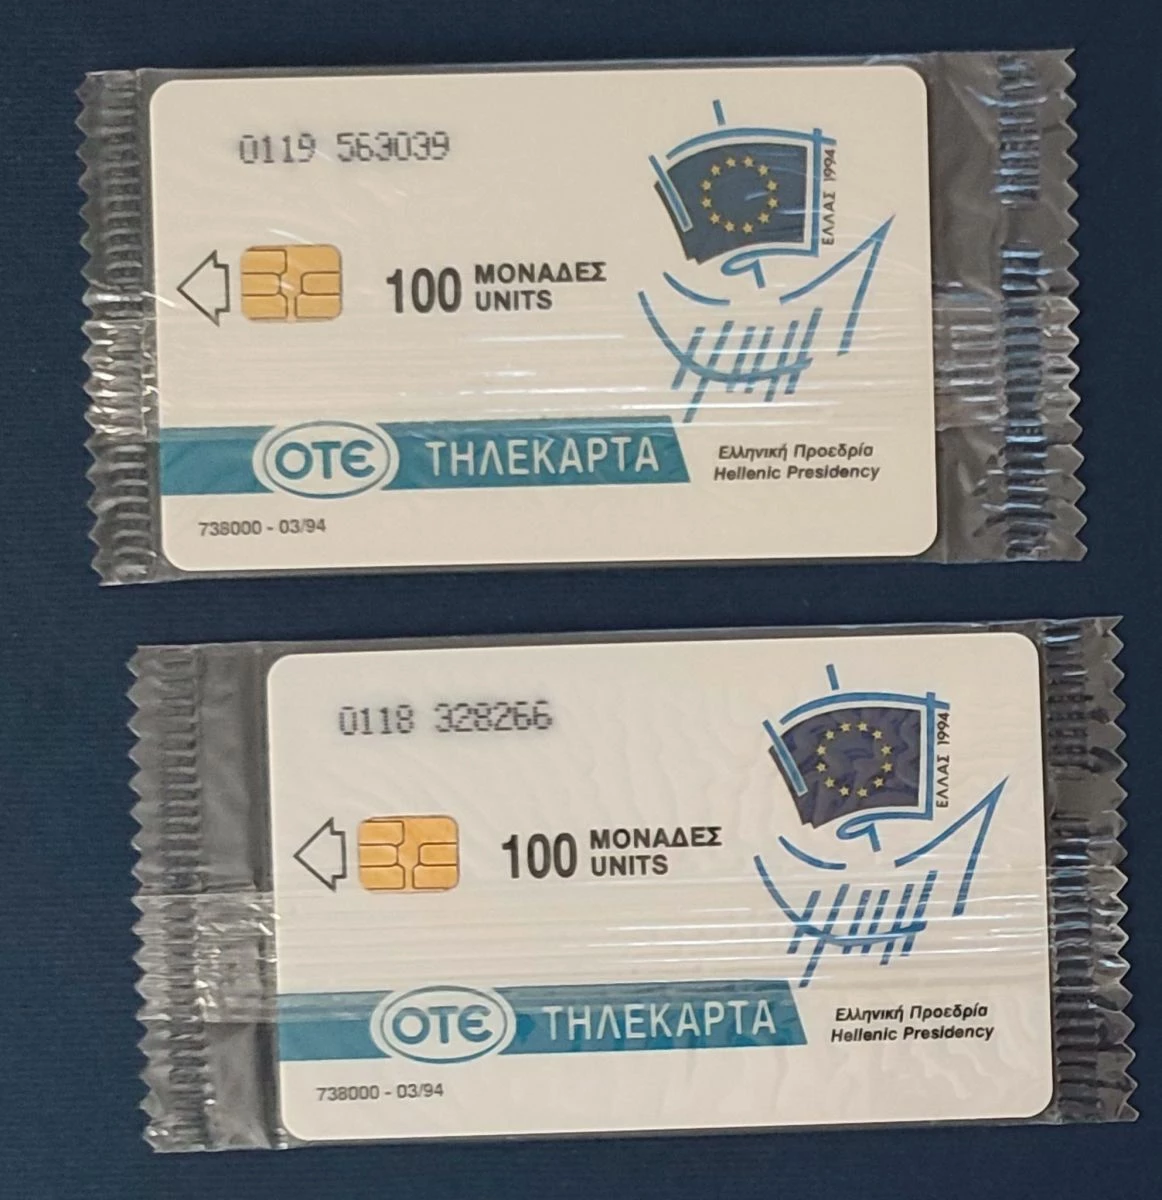 0119 563039
ΕΛΛΑΣ 1994
100 ΜΟΝΑΔΕΣ
UNITS
ΟΤΕ ΤΗΛΕΚΑΡΤΑ
Ελληνική Προεδρία
Hellenic Presidency
738000 - 03/94
0118 328266
ΕΛΛΑΣ 1994
100 ΜΟΝΑΔΕΣ
UNITS
ΟΤΕ ΤΗΛΕΚΑΡΤΑ
Ελληνική Προεδρία
Hellenic Presidency
738000 - 03/94